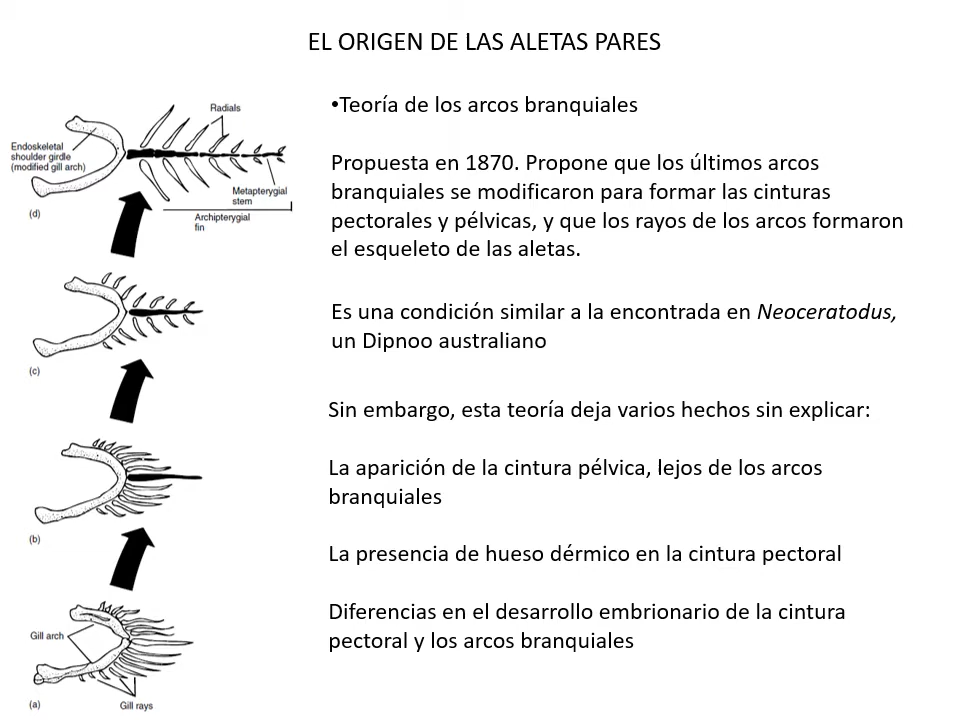 EL ORIGEN DE LAS ALETAS PARES
•Teoría de los arcos branquiales
Propuesta en 1870. Propone que los últimos arcos
branquiales se modificaron para formar las cinturas
pectorales y pélvicas, y que los rayos de los arcos formaron
el esqueleto de las aletas.
Es una condición similar a la encontrada en Neoceratodus,
un Dipnoo australiano
Sin embargo, esta teoría deja varios hechos sin explicar:
La aparición de la cintura pélvica, lejos de los arcos
branquiales
La presencia de hueso dérmico en la cintura pectoral
Diferencias en el desarrollo embrionario de la cintura
pectoral y los arcos branquiales
Radials
Endoskeletal
shoulder girdle
(modified gill arch)
Metapterygial
stem
(d)
Archipterygial
fin
(c)
(b)
Gill arch
(a)
Gill rays